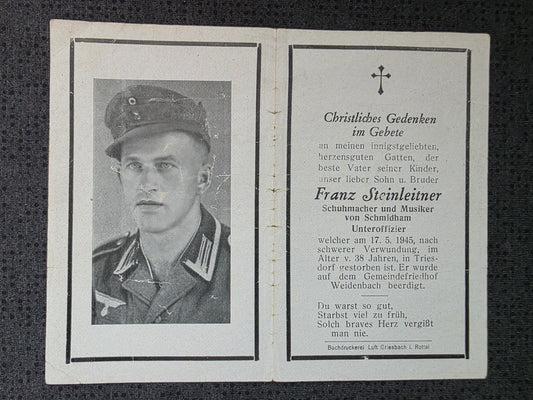 Christliches Gedenken
im Gebete
an meinen innigstgeliebten,
herzensguten Gatten, der
beste Vater seiner Kinder,
unser lieber Sohn u. Bruder
Franz Steinleitner
Schuhmacher und Musiker
von Schmidham
Unteroffizier
welcher am 17. 5. 1945, nach
schwerer Verwundung, im
Alter v. 38 Jahren, in Tries-
dorf gestorben ist. Er wurde
auf dem Gemeindefriedhof
Weidenbach beerdigt.
Du warst so gut,
Starbst viel zu früh,
Solch braves Herz vergißt
man nie.
Buchdruckerei Luft Griesbach i. Rottal